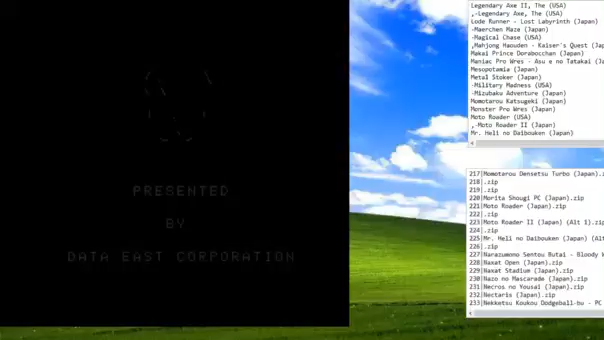 PRESENTED
BY
DATA EAST CORPORATION
Legendary Axe II, The (USA)
,-Legendary Axe, The (USA)
Lode Runner - Lost Labyrinth (Japan)
-Maerchen Maze (Japan)
-Magical Chase (USA)
,Mahjong Haouden - Kaiser's Quest (Jap
Makai Prince Dorabocchan (Japan)
Maniac Pro Wres - Asu e no Tatakai (Ja
Mesopotamia (Japan)
Metal Stoker (Japan)
-Military Madness (USA)
-Mizubaku Adventure (Japan)
Momotarou Katsugeki (Japan)
Monster Pro Wres (Japan)
Moto Roader (USA)
,-Moto Roader II (Japan)
Mr. Heli no Daibouken (Japan)
217 Momotarou Densetsu Turbo (Japan).z
218 .zip
219 .zip
220 Morita Shougi PC (Japan).zip
221 Moto Roader (Japan).zip
222 .zip
223 Moto Roader II (Japan) (Alt 1).zip
224 .zip
225 Mr. Heli no Daibouken (Japan) (Alt
226 .zip
227 Narazumono Sentou Butai - Bloody W
228 Naxat Open (Japan).zip
229 Naxat Stadium (Japan).zip
230 Nazo no Mascarade (Japan).zip
231 Necros no Yousai (Japan).zip
232 Nectaris (Japan).zip
233 Nekketsu Koukou Dodgeball-bu - PC